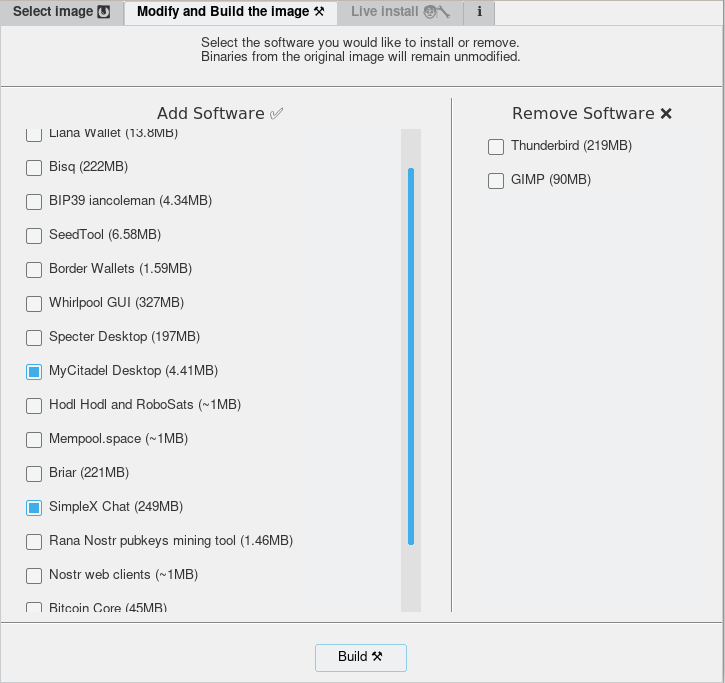 Select image
Modify and Build the image ⚒
Live install
ℹ
Select the software you would like to install or remove.
Binaries from the original image will remain unmodified.
Add Software ✅
Liana Wallet (13.8MB)
Bisq (222MB)
BIP39 iancoleman (4.34MB)
SeedTool (6.58MB)
Border Wallets (1.59MB)
Whirlpool GUI (327MB)
Specter Desktop (197MB)
MyCitadel Desktop (4.41MB)
Hodl Hodl and RoboSats (~1MB)
Mempool.space (~1MB)
Briar (221MB)
SimpleX Chat (249MB)
Rana Nostr pubkeys mining tool (1.46MB)
Nostr web clients (~1MB)
Bitcoin Core (45MB)
Remove Software ❌
Thunderbird (219MB)
GIMP (90MB)
Build ⚒